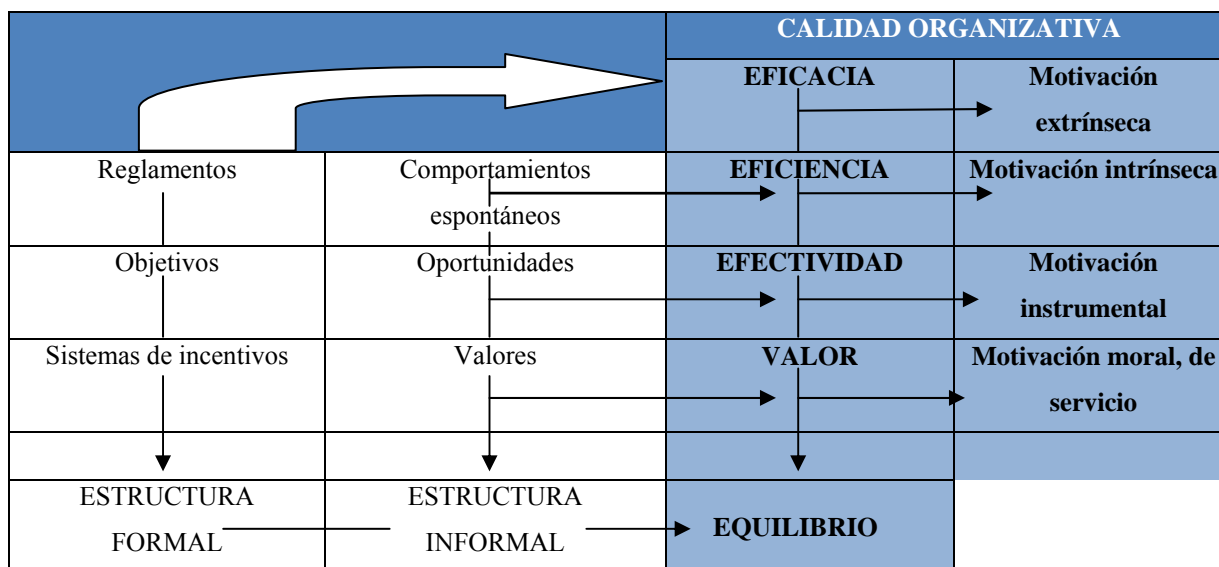 CALIDAD ORGANIZATIVA
EFICACIA Motivación
extrínseca
Reglamentos Comportamientos EFICIENCIA Motivación intrínseca
espontáneos
Objetivos Oportunidades EFECTIVIDAD Motivación
instrumental
Sistemas de incentivos Valores VALOR Motivación moral, de
servicio
ESTRUCTURA ESTRUCTURA
FORMAL INFORMAL EQUILIBRIO